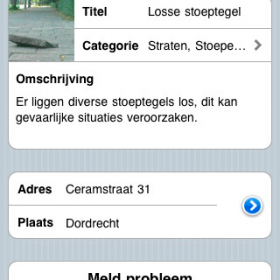 Titel Losse stoeptegel
Categorie Straten, Stoepe...
Omschrijving
Er liggen diverse stoeptegels los, dit kan
gevaarlijke situaties veroorzaken.
Adres Ceramstraat 31
Plaats Dordrecht
Meld probleem